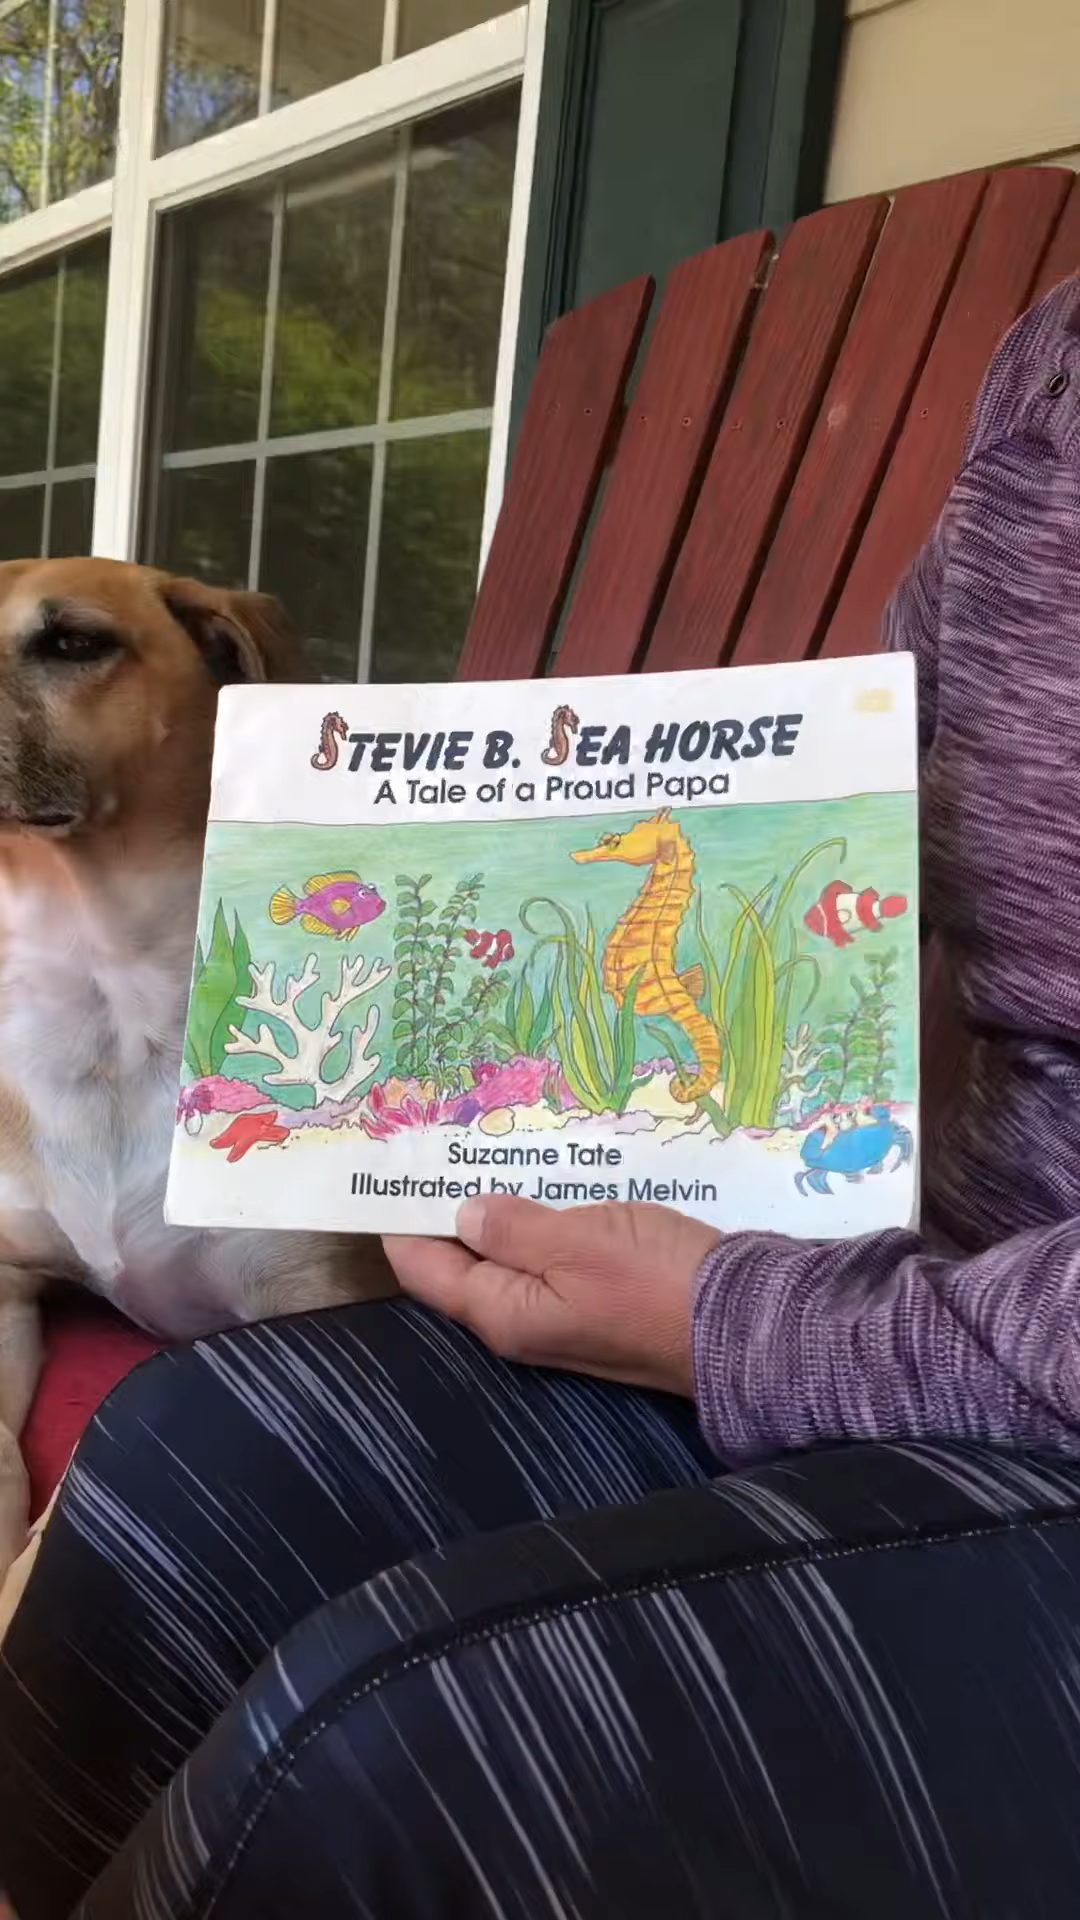 STEVIE B. SEA HORSE
A Tale of a Proud Papa
Suzanne Tate
Illustrated by James Melvin